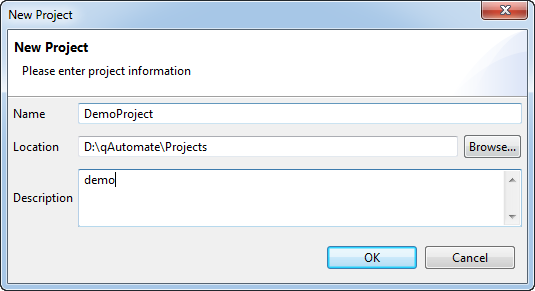 New Project
New Project
Please enter project information
Name DemoProject
Location D:\qAutomate\Projects Browse...
Description demo
OK Cancel